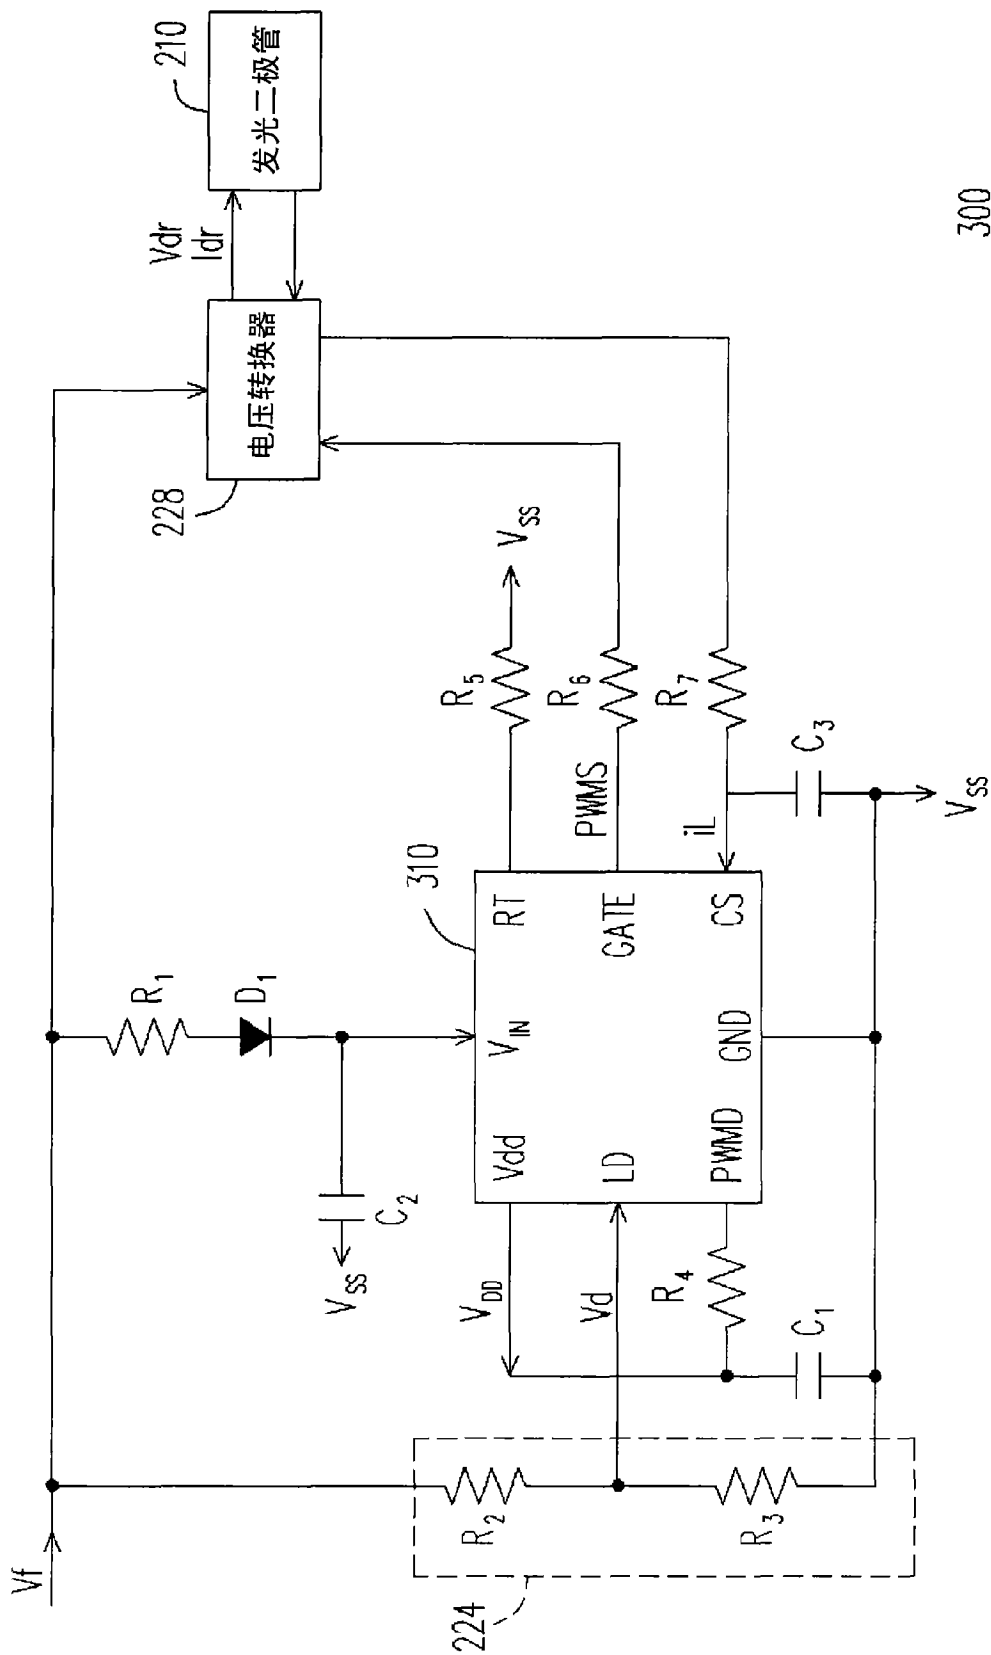 Vf
224
R2
R3
Vd
VDD
R4
C1
VSS
C2
R1
D1
310
Vdd
VIN
RT
LD
GATE
PWMD
GND
CS
R5
VSS
PWMS
R6
iL
R7
C3
VSS
228
电压转换器
Vdr
Idr
210
发光二极管
300